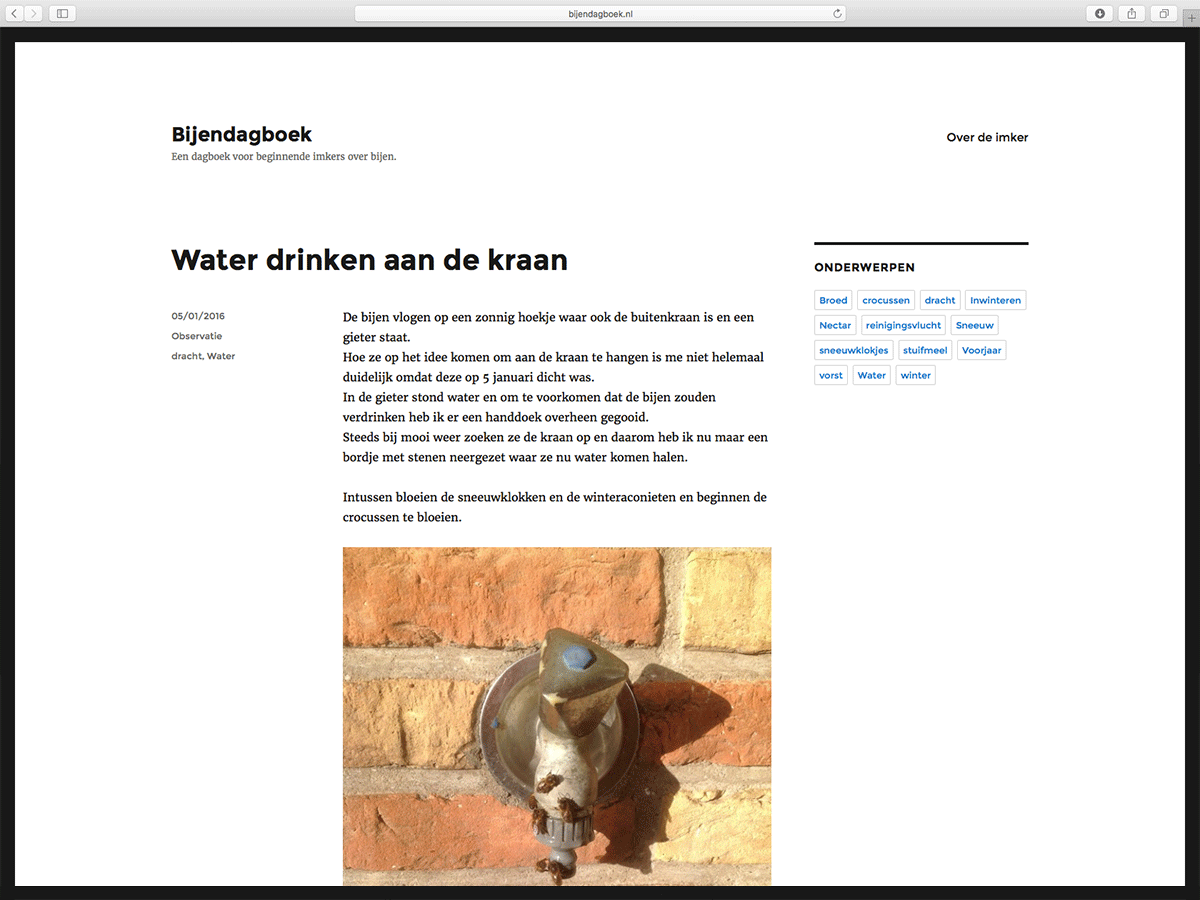 bijendagboek.nl
Bijendagboek
Een dagboek voor beginnende imkers over bijen.
Over de imker
Water drinken aan de kraan
05/01/2016
Observatie
dracht, Water
De bijen vlogen op een zonnig hoekje waar ook de buitenkraan is en een
gieter staat.
Hoe ze op het idee komen om aan de kraan te hangen is me niet helemaal
duidelijk omdat deze op 5 januari dicht was.
In de gieter stond water en om te voorkomen dat de bijen zouden
verdrinken heb ik er een handdoek overheen gegooid.
Steeds bij mooi weer zoeken ze de kraan op en daarom heb ik nu maar een
bordje met stenen neergezet waar ze nu water komen halen.
Intussen bloeien de sneeuwklokken en de winteraconieten en beginnen de
crocussen te bloeien.
ONDERWERPEN
Broed crocussen dracht Inwinteren
Nectar reinigingsvlucht Sneeuw
sneeuwklokjes stuifmeel Voorjaar
vorst Water winter